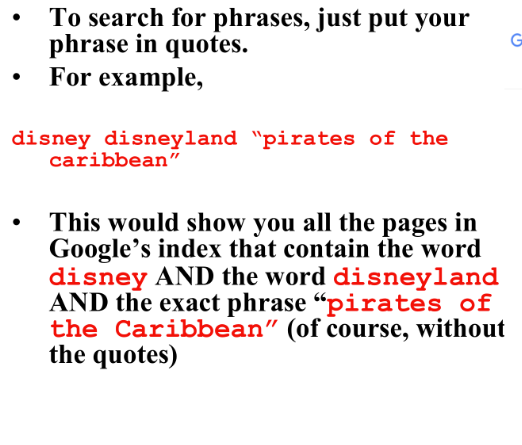 • To search for phrases, just put your
phrase in quotes.
• For example,
G
disney disneyland “pirates of the
caribbean”
• This would show you all the pages in
Google’s index that contain the word
disney AND the word disneyland
AND the exact phrase “pirates of
the Caribbean” (of course, without
the quotes)